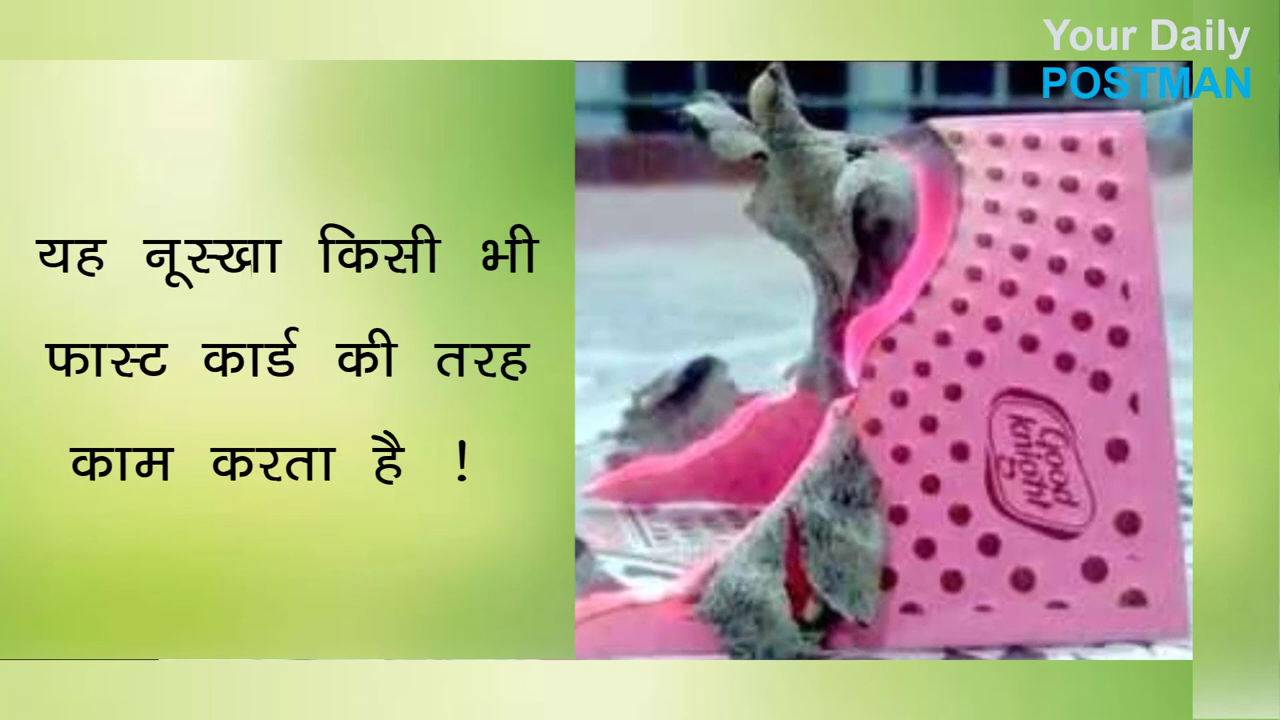 Your Daily
POSTMAN
यह नूस्खा किसी भी
फास्ट कार्ड की तरह
काम करता है !
Good
knight